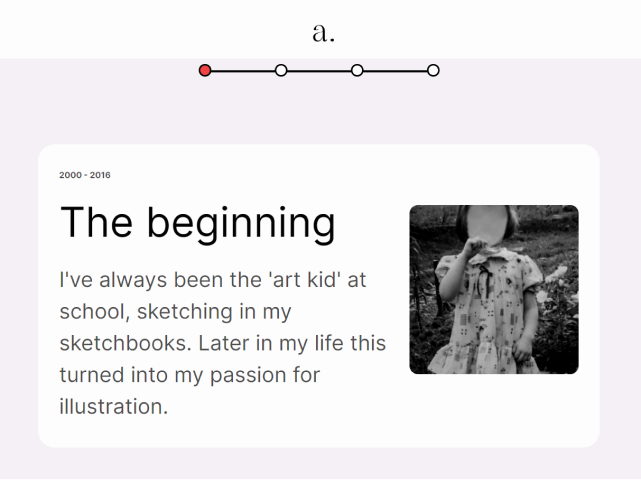 a.
2000 - 2016
The beginning
I've always been the 'art kid' at
school, sketching in my
sketchbooks. Later in my life this
turned into my passion for
illustration.